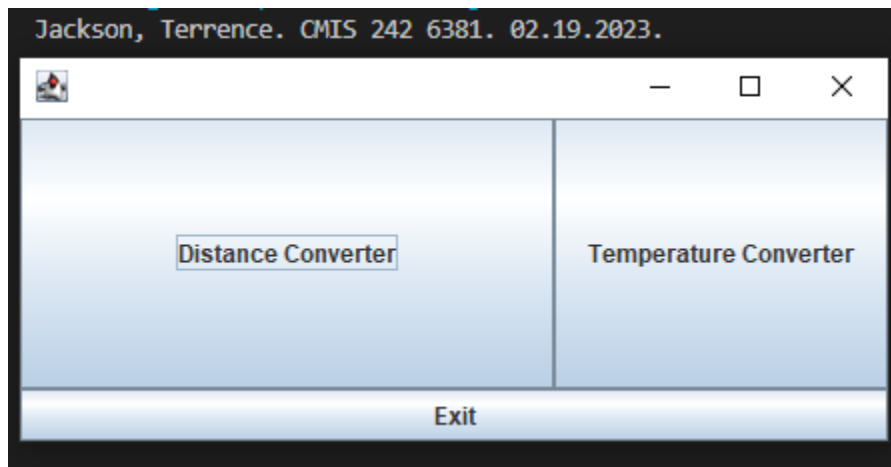 Jackson, Terrence. CMIS 242 6381. 02.19.2023.
Distance Converter
Temperature Converter
Exit